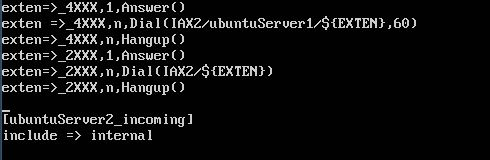 exten=>_4XXX,1,Answer()
exten =>_4XXX,n,Dial(IAX2/ubuntuServer1/${EXTEN},60)
exten=>_4XXX,n,Hangup()
exten=>_2XXX,1,Answer()
exten=>_2XXX,n,Dial(IAX2/${EXTEN})
exten=>_2XXX,n,Hangup()
[ubuntuServer2_incoming]
include => internal